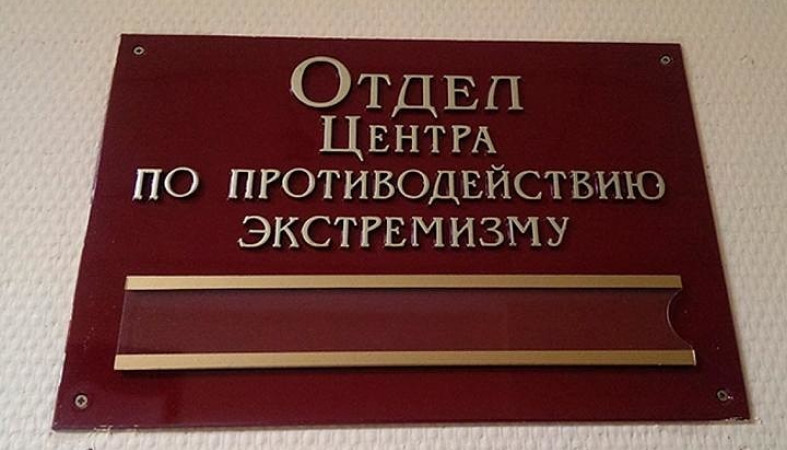 Отдел
Центра
по противодействию
экстремизму